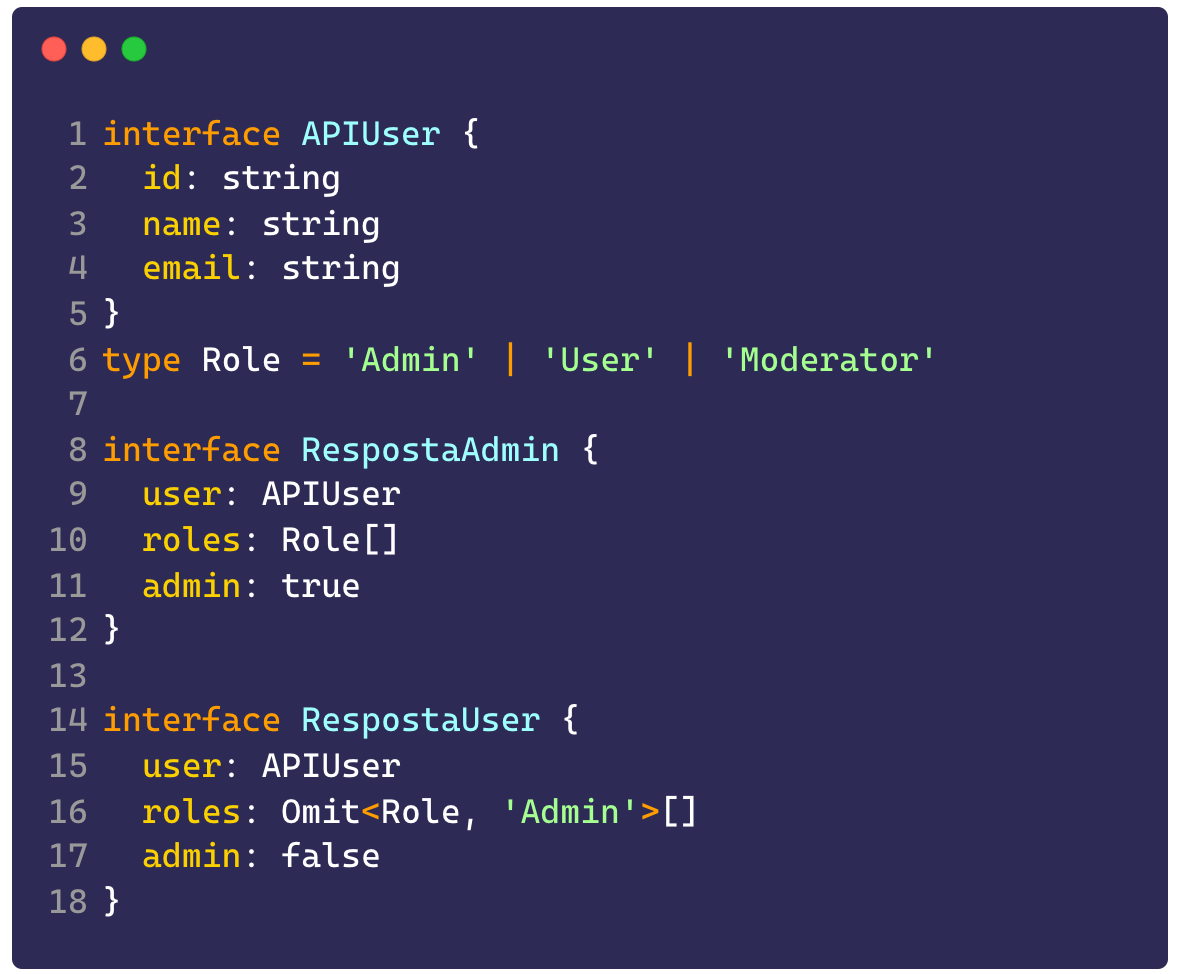 1 interface APIUser {
2   id: string
3   name: string
4   email: string
5 }
6 type Role = 'Admin' | 'User' | 'Moderator'
7
8 interface RespostaAdmin {
9   user: APIUser
10   roles: Role[]
11   admin: true
12 }
13
14 interface RespostaUser {
15   user: APIUser
16   roles: Omit<Role, 'Admin'>[]
17   admin: false
18 }